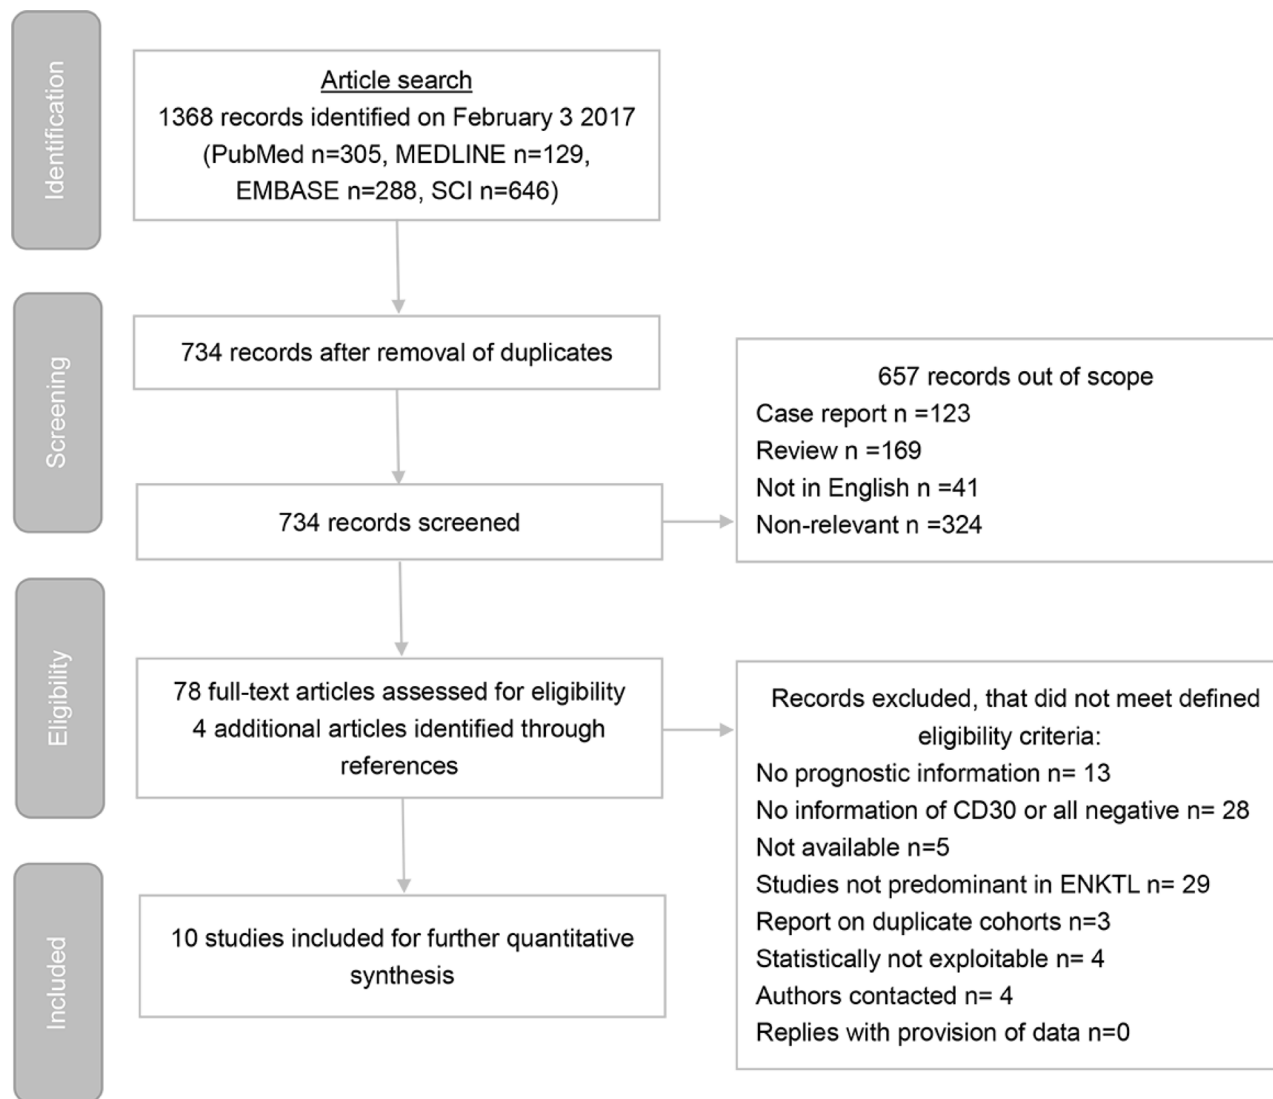 Identification
Article search
1368 records identified on February 3 2017
(PubMed n=305, MEDLINE n=129,
EMBASE n=288, SCI n=646)
Screening
734 records after removal of duplicates
734 records screened
657 records out of scope
Case report n =123
Review n =169
Not in English n =41
Non-relevant n =324
Eligibility
78 full-text articles assessed for eligibility
4 additional articles identified through
references
Records excluded, that did not meet defined
eligibility criteria:
No prognostic information n= 13
No information of CD30 or all negative n= 28
Not available n=5
Studies not predominant in ENKTL n= 29
Report on duplicate cohorts n=3
Statistically not exploitable n= 4
Authors contacted n= 4
Replies with provision of data n=0
Included
10 studies included for further quantitative
synthesis